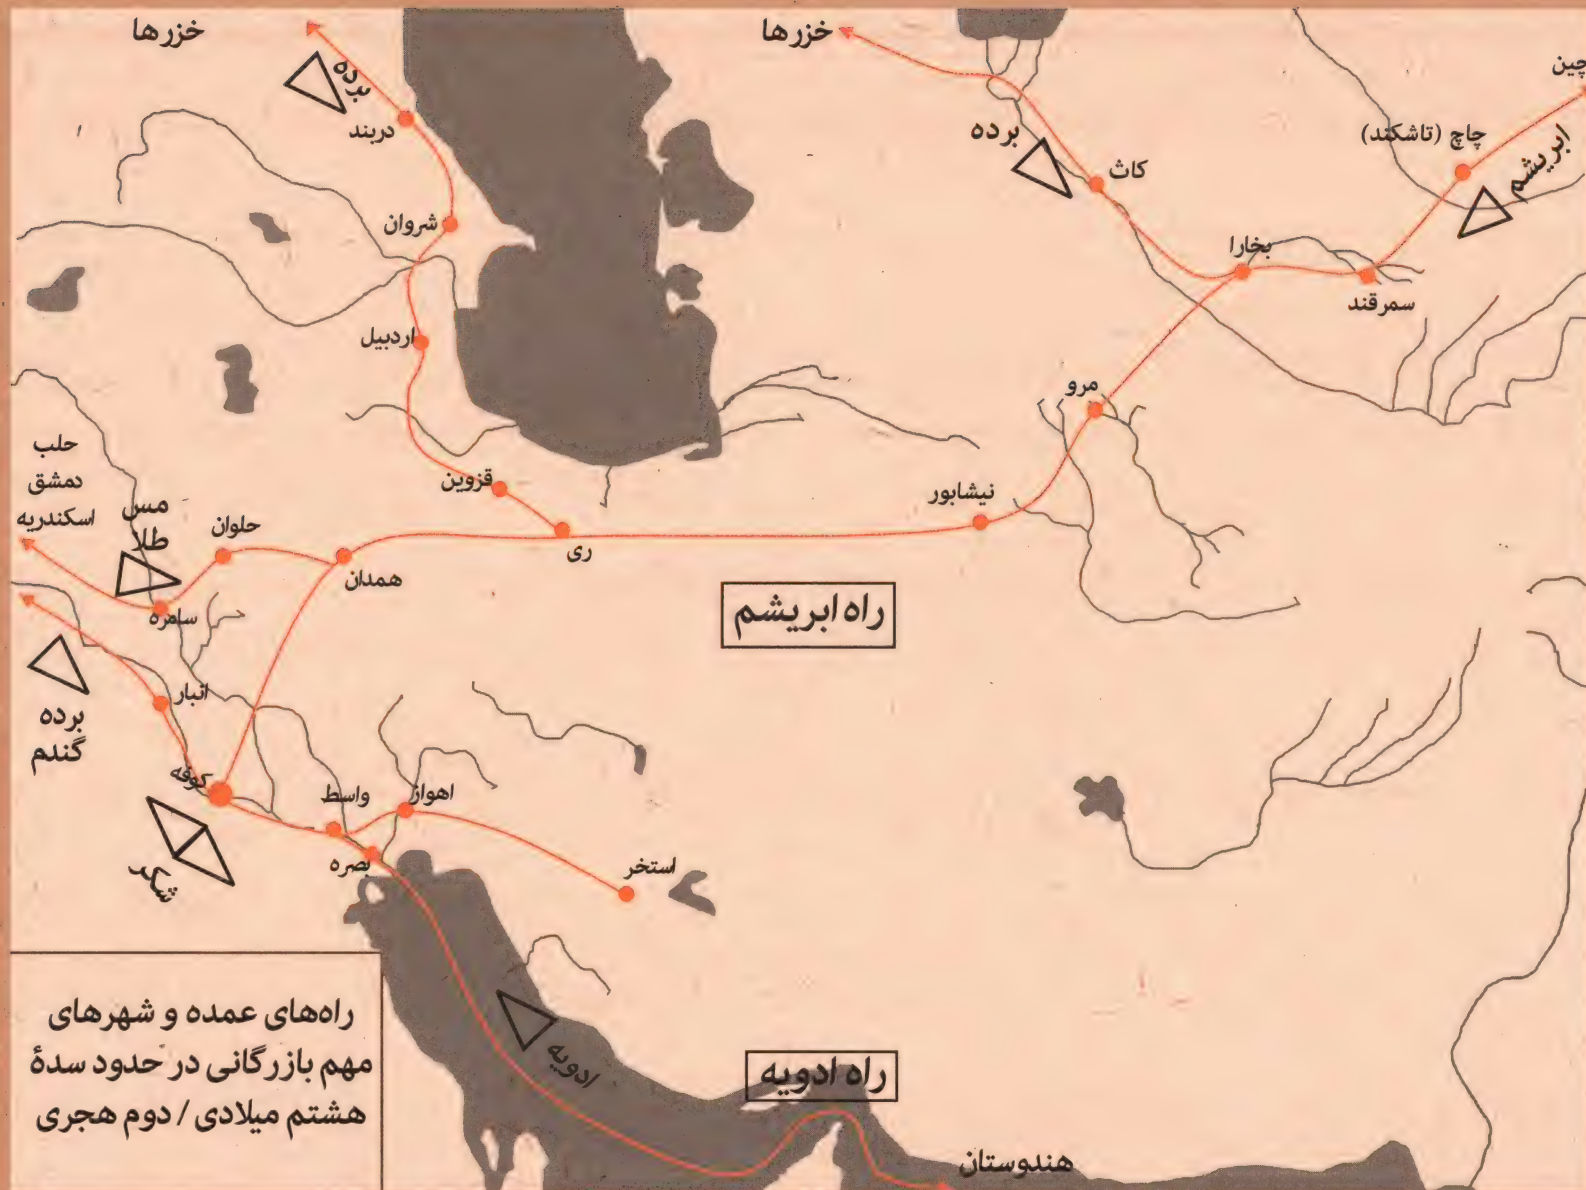 خزرها
خزرها
چین
برده
دربند
چاچ (تاشکند)
ابریشم
برده
کاث
شروان
بخارا
سمرقند
اردبیل
مرو
حلب
دمشق
اسکندریه
قزوین
نیشابور
مس
طلا
حلوان
ری
همدان
سامره
راه ابریشم
انبار
برده
گندم
کوفه
واسط
اهواز
بصره
استخر
شکر
ادویه
راه ادویه
هندوستان
راه‌های عمده و شهرهای
مهم بازرگانی در حدود سدهٔ
هشتم میلادی / دوم هجری